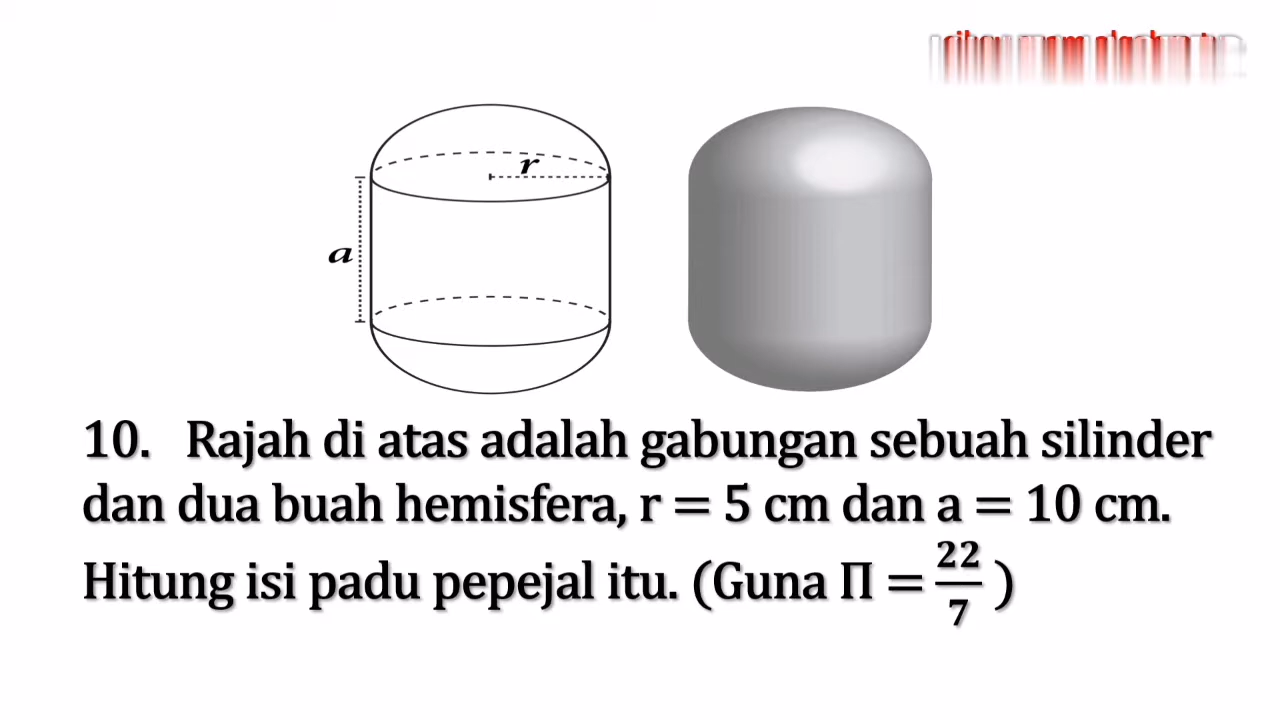 r
a
10. Rajah di atas adalah gabungan sebuah silinder
dan dua buah hemisfera, r = 5 cm dan a = 10 cm.
Hitung isi padu pepejal itu. (Guna Π = 22/7 )